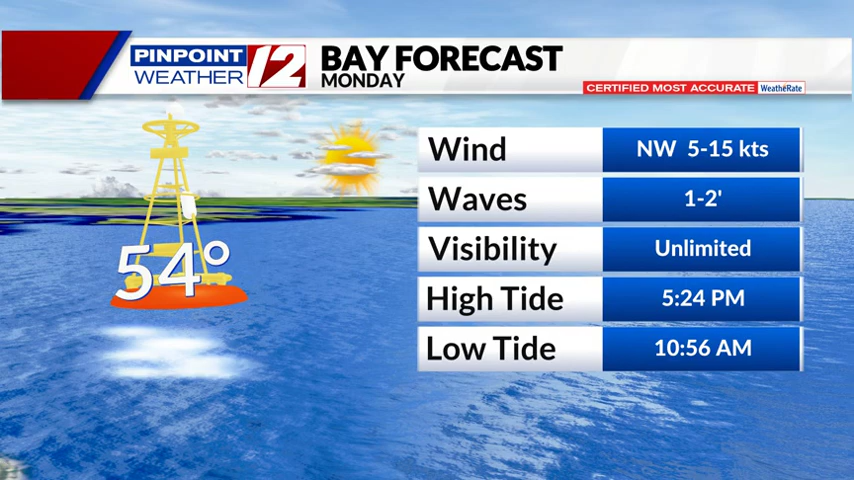 PINPOINT
WEATHER 12
BAY FORECAST
MONDAY
CERTIFIED MOST ACCURATE WeatheRate
54°
Wind NW 5-15 kts
Waves 1-2'
Visibility Unlimited
High Tide 5:24 PM
Low Tide 10:56 AM